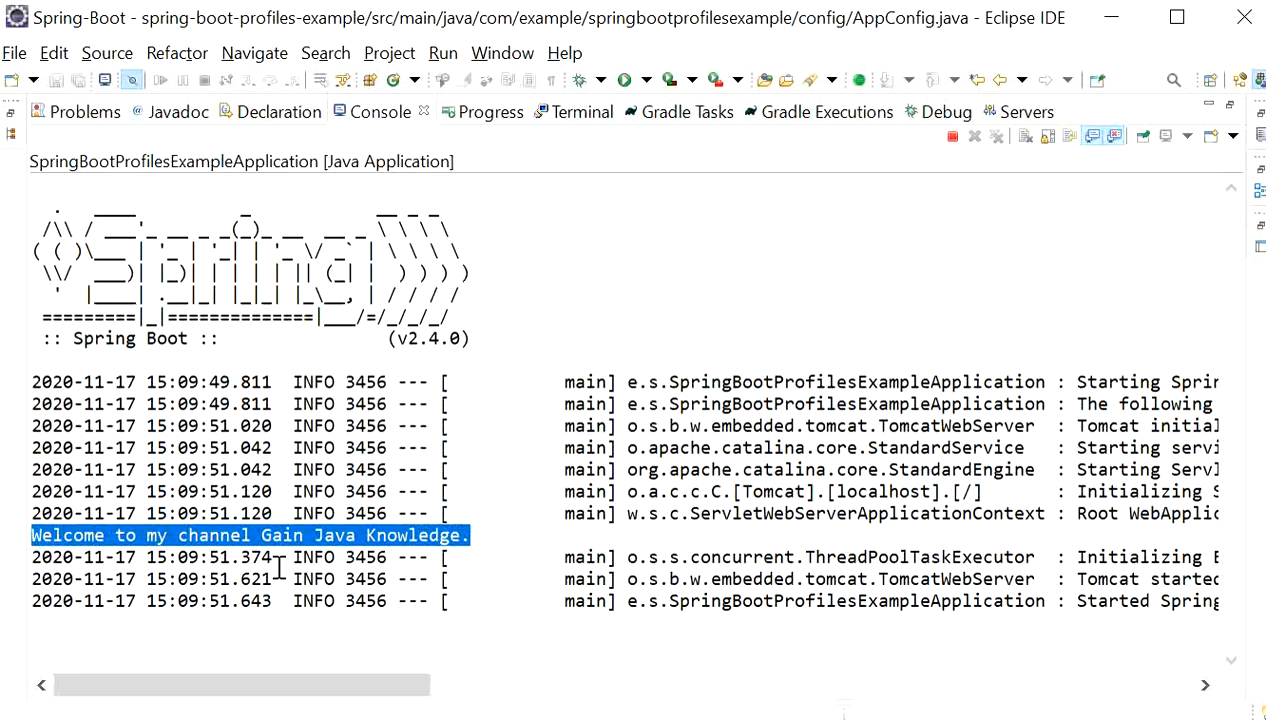 Spring-Boot - spring-boot-profiles-example/src/main/java/com/example/springbootprofilesexample/config/AppConfig.java - Eclipse IDE
File Edit Source Refactor Navigate Search Project Run Window Help
Problems @ Javadoc Declaration Console Progress Terminal Gradle Tasks Gradle Executions Debug Servers
SpringBootProfilesExampleApplication [Java Application]
Spring
:: Spring Boot :: (v2.4.0)
2020-11-17 15:09:49.811 INFO 3456 --- [ main] e.s.SpringBootProfilesExampleApplication : Starting Sprin
2020-11-17 15:09:49.811 INFO 3456 --- [ main] e.s.SpringBootProfilesExampleApplication : The following
2020-11-17 15:09:51.020 INFO 3456 --- [ main] o.s.b.w.embedded.tomcat.TomcatWebServer : Tomcat initial
2020-11-17 15:09:51.042 INFO 3456 --- [ main] o.apache.catalina.core.StandardService : Starting servi
2020-11-17 15:09:51.042 INFO 3456 --- [ main] org.apache.catalina.core.StandardEngine : Starting Servl
2020-11-17 15:09:51.120 INFO 3456 --- [ main] o.a.c.c.C.[Tomcat].[localhost].[/] : Initializing S
2020-11-17 15:09:51.120 INFO 3456 --- [ main] w.s.c.ServletWebServerApplicationContext : Root WebApplic
Welcome to my channel Gain Java Knowledge.
2020-11-17 15:09:51.374 INFO 3456 --- [ main] o.s.s.concurrent.ThreadPoolTaskExecutor : Initializing E
2020-11-17 15:09:51.621 INFO 3456 --- [ main] o.s.b.w.embedded.tomcat.TomcatWebServer : Tomcat started
2020-11-17 15:09:51.643 INFO 3456 --- [ main] e.s.SpringBootProfilesExampleApplication : Started Spring